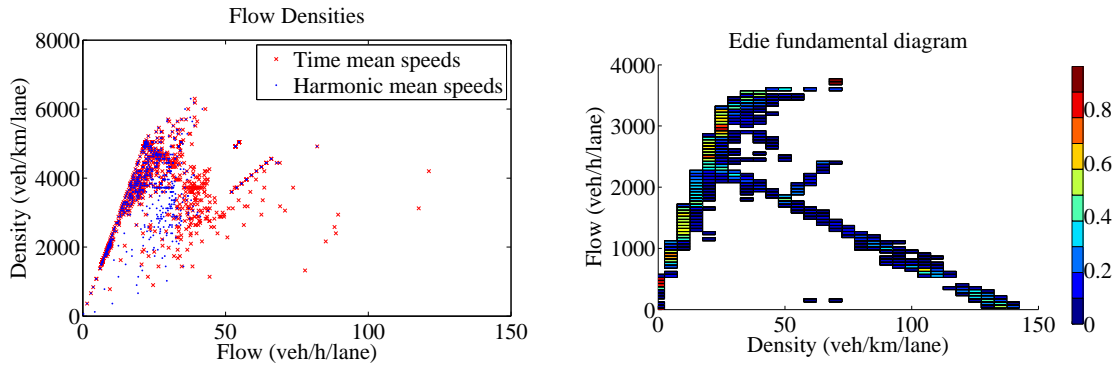 Flow Densities
8000
6000
4000
2000
0
0
50
100
150
Density (veh/km/lane)
Flow (veh/h/lane)
Time mean speeds
Harmonic mean speeds
Edie fundamental diagram
4000
3000
2000
1000
0
0
50
100
150
Flow (veh/h/lane)
Density (veh/km/lane)
0.8
0.6
0.4
0.2
0